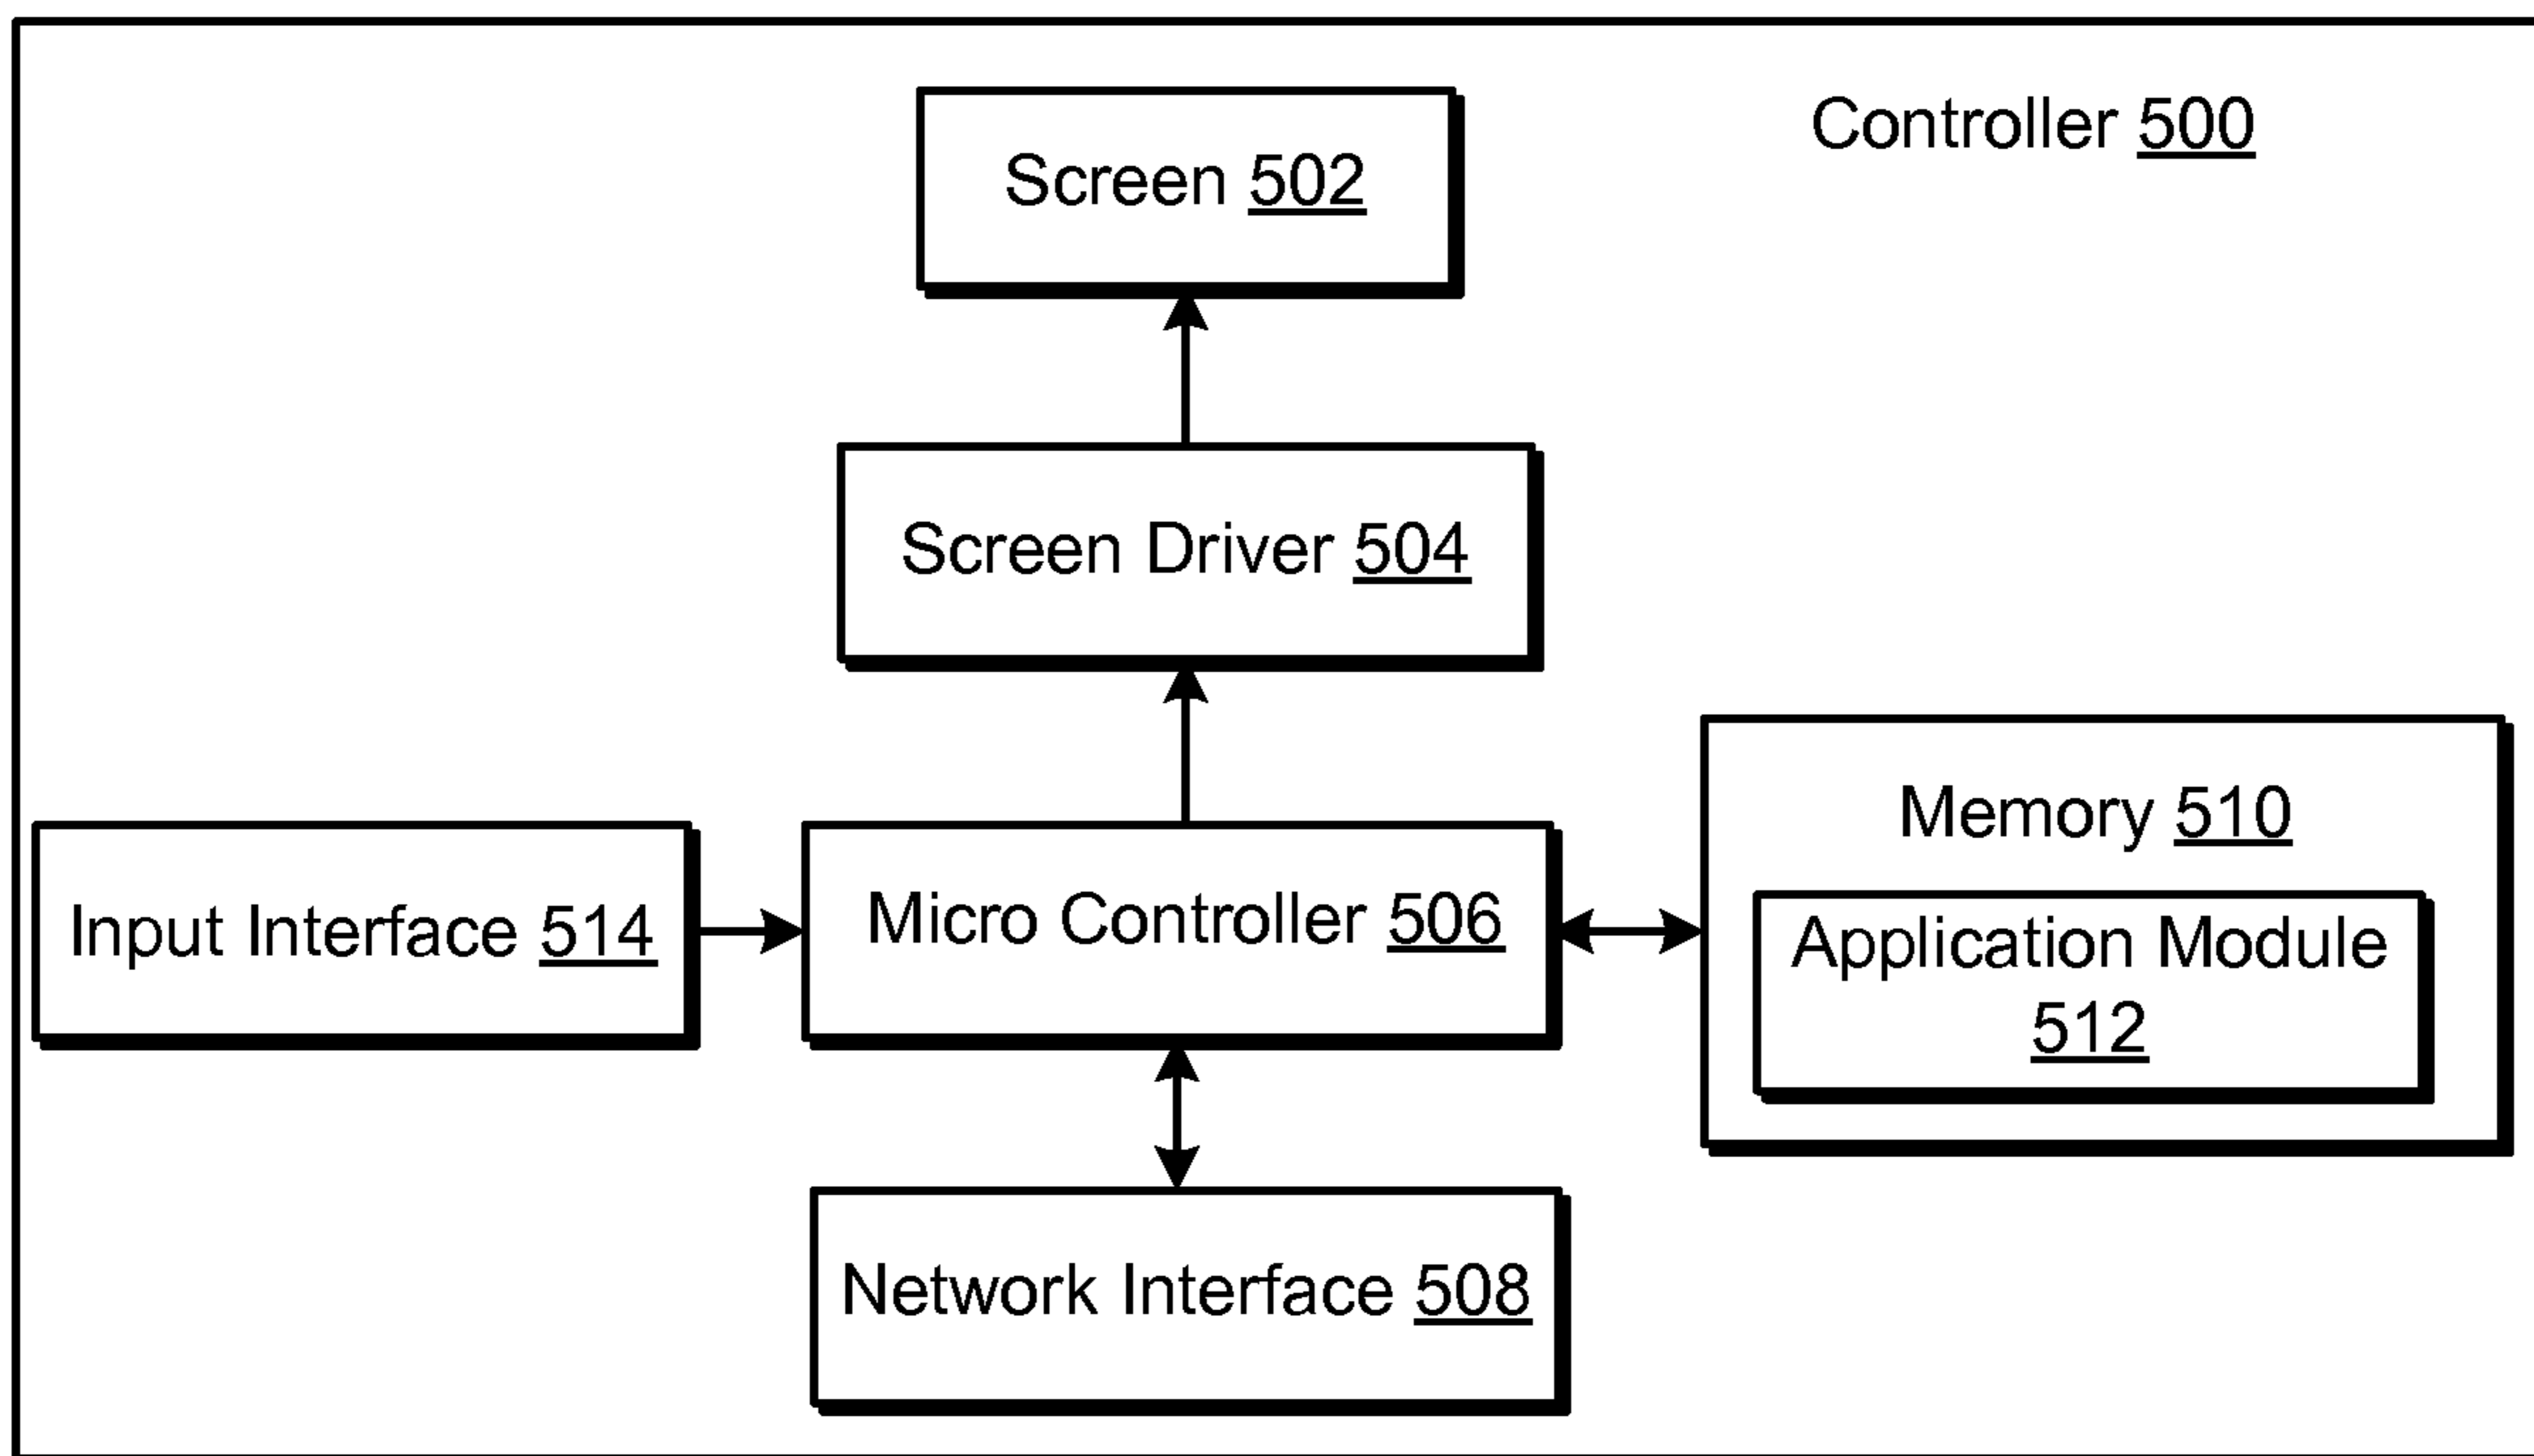 Controller 500
Screen 502
Screen Driver 504
Input Interface 514
Micro Controller 506
Memory 510
Application Module
512
Network Interface 508